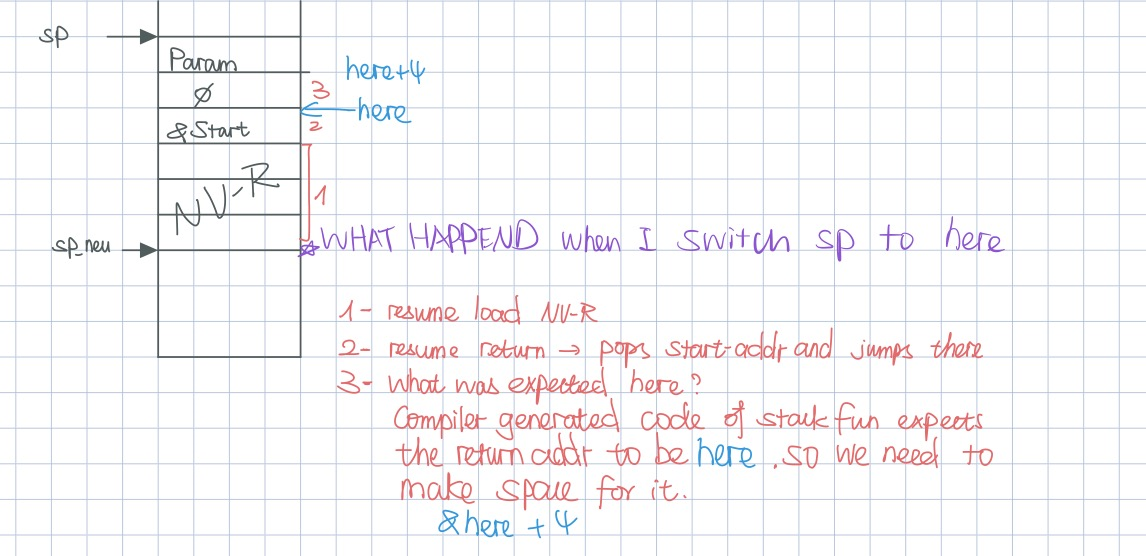 sp
Param
here+4
Ø
3
here
&Start
2
NV-R
1
sp_neu
WHAT HAPPEND when I switch sp to here
1- resume load NV-R
2- resume return → pops start-addr and jumps there
3- What was expected here?
Compiler generated code of stack fun expects
the return addr to be here, so we need to
make space for it.
&here + 4